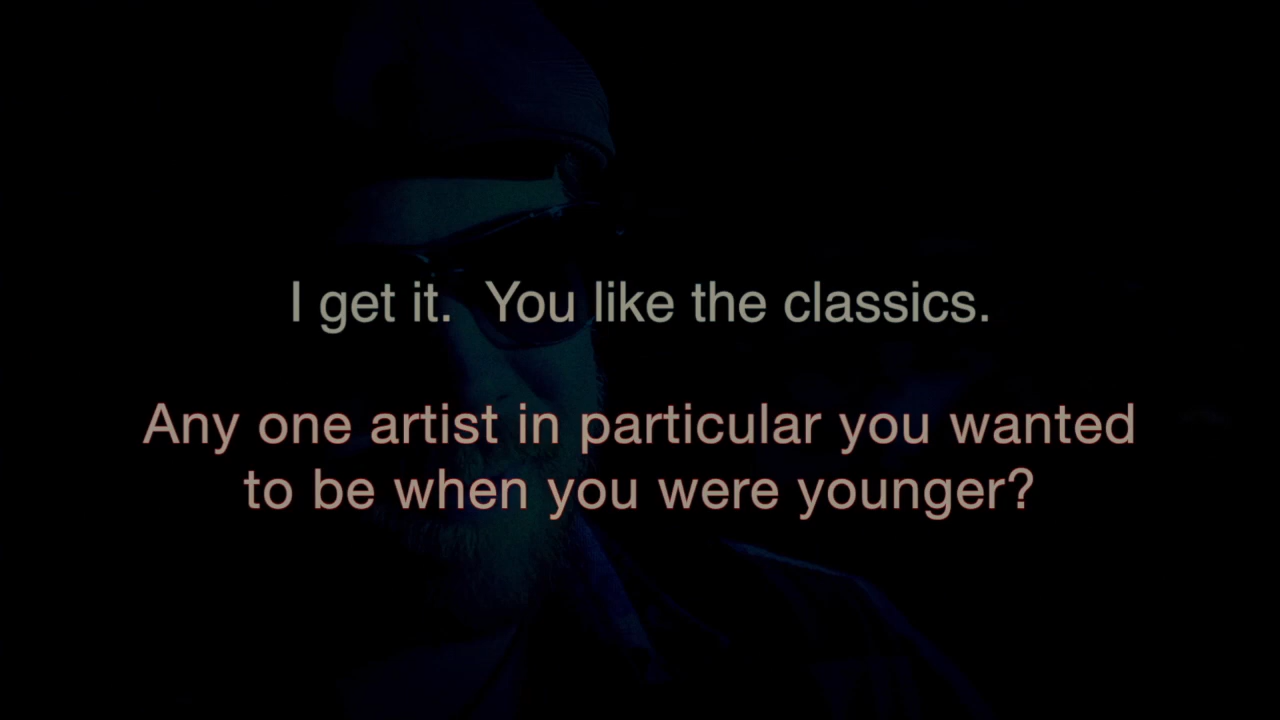 I get it.  You like the classics.
Any one artist in particular you wanted
to be when you were younger?